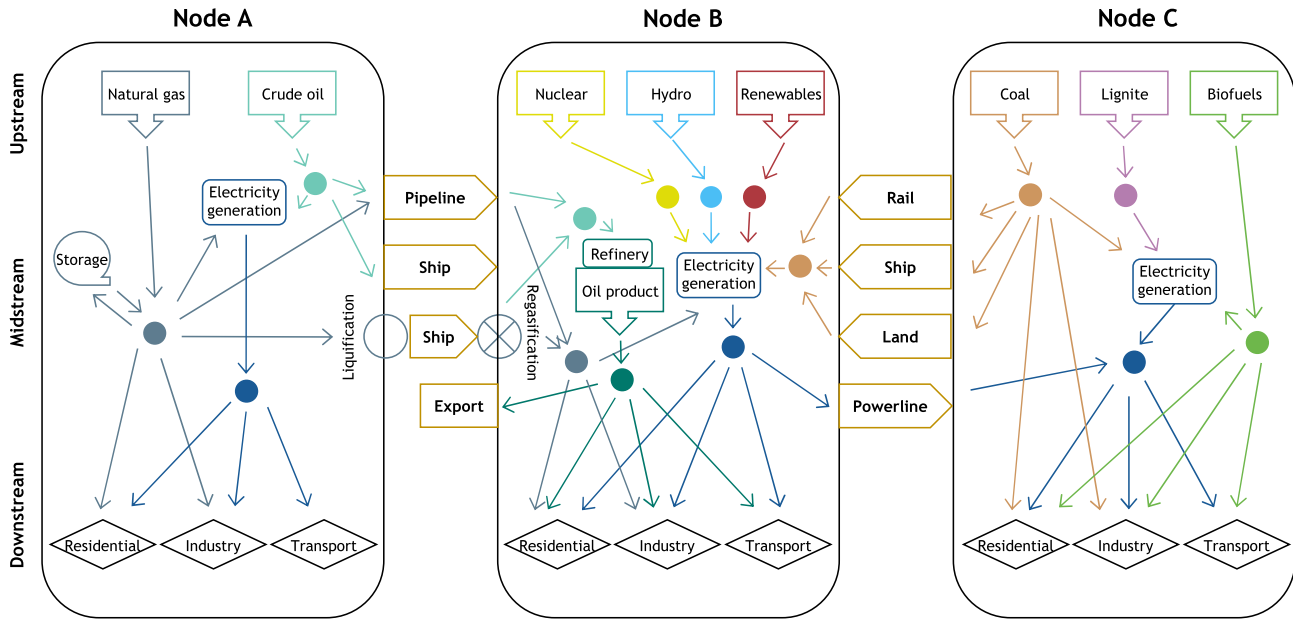 Node A
Node B
Node C
Upstream
Midstream
Downstream
Natural gas
Crude oil
Electricity
generation
Storage
Liquification
Residential
Industry
Transport
Pipeline
Ship
Ship
Export
Nuclear
Hydro
Renewables
Refinery
Oil product
Regasification
Electricity
generation
Residential
Industry
Transport
Rail
Ship
Land
Powerline
Coal
Lignite
Biofuels
Electricity
generation
Residential
Industry
Transport